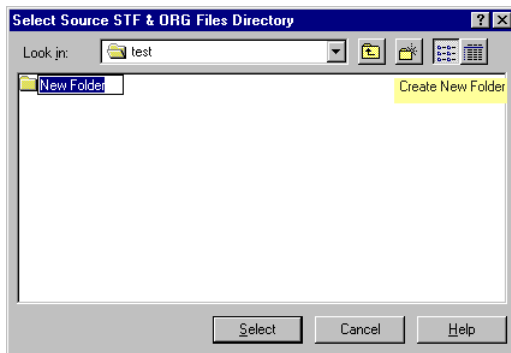 Select Source STF & ORG Files Directory
Look in: test
New Folder
Create New Folder
Select Cancel Help